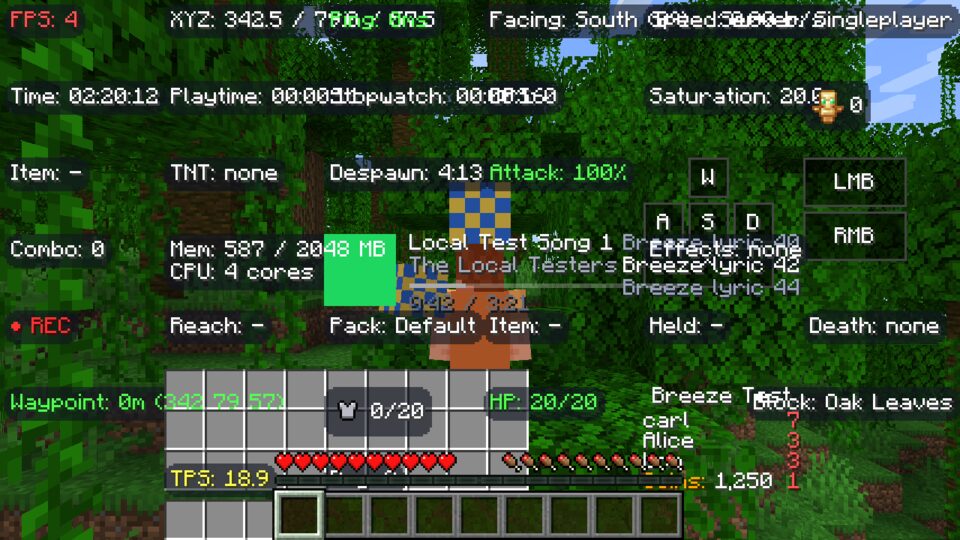 FPS: 4
XYZ: 342.5 /
Facing: South
Singleplayer
Time: 02:20:12
Playtime:
Stopwatch:
Saturation: 20.0
0
Item: -
TNT: none
Despawn: 4:13
Attack: 100%
W
LMB
A
S
D
RMB
Combo: 0
Mem: 587 / 2048 MB
CPU: 4 cores
Local Test Song 1
The Local Testers
9:42 / 3:21
Breeze lyric 40
Effects: none
Breeze lyric 42
Breeze lyric 44
REC
Reach: -
Pack: Default
Item: -
Held: -
Death: none
Waypoint: 0m (342 79 57)
0/20
HP: 20/20
Breeze Test
Block: Oak Leaves
carl 7
Alice 3
3
Coins: 1,250 1
TPS: 18.9